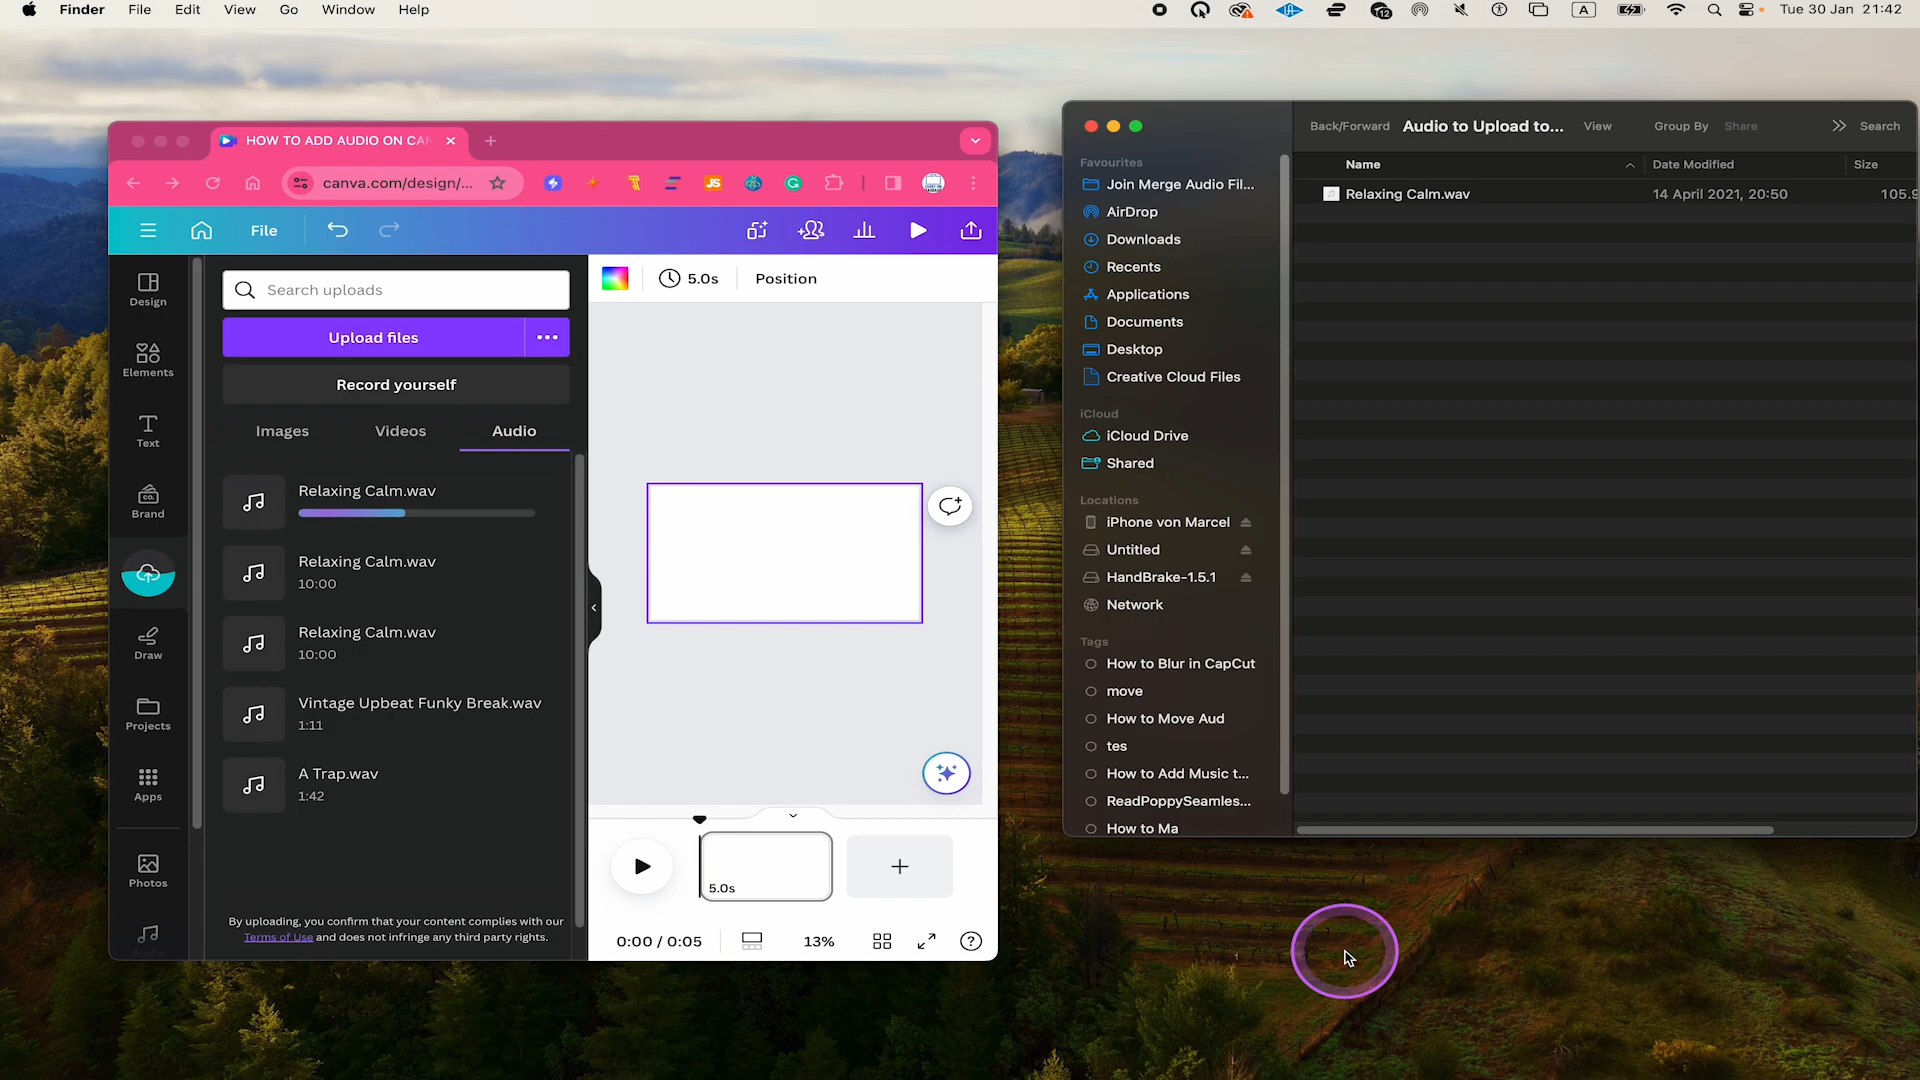 Finder File Edit View Go Window Help
12 A Tue 30 Jan 21:42
HOW TO ADD AUDIO ON CAN
canva.com/design/...
JS
File
Design
Elements
Text
CO.
Brand
Draw
Projects
Apps
Photos
Audio
Search uploads
Upload files
Record yourself
Images Videos Audio
Relaxing Calm.wav
Relaxing Calm.wav
10:00
Relaxing Calm.wav
10:00
Vintage Upbeat Funky Break.wav
1:11
A Trap.wav
1:42
By uploading, you confirm that your content complies with our
Terms of Use and does not infringe any third party rights.
5.0s Position
5.0s
0:00 / 0:05 13%
Back/Forward Audio to Upload to... View Group By Share Search
Name Date Modified Size
Relaxing Calm.wav 14 April 2021, 20:50 105.9
Favourites
Join Merge Audio Fil...
AirDrop
Downloads
Recents
Applications
Documents
Desktop
Creative Cloud Files
iCloud
iCloud Drive
Shared
Locations
iPhone von Marcel
Untitled
HandBrake-1.5.1
Network
Tags
How to Blur in CapCut
move
How to Move Aud
tes
How to Add Music t...
ReadPoppySeamles...
How to Ma